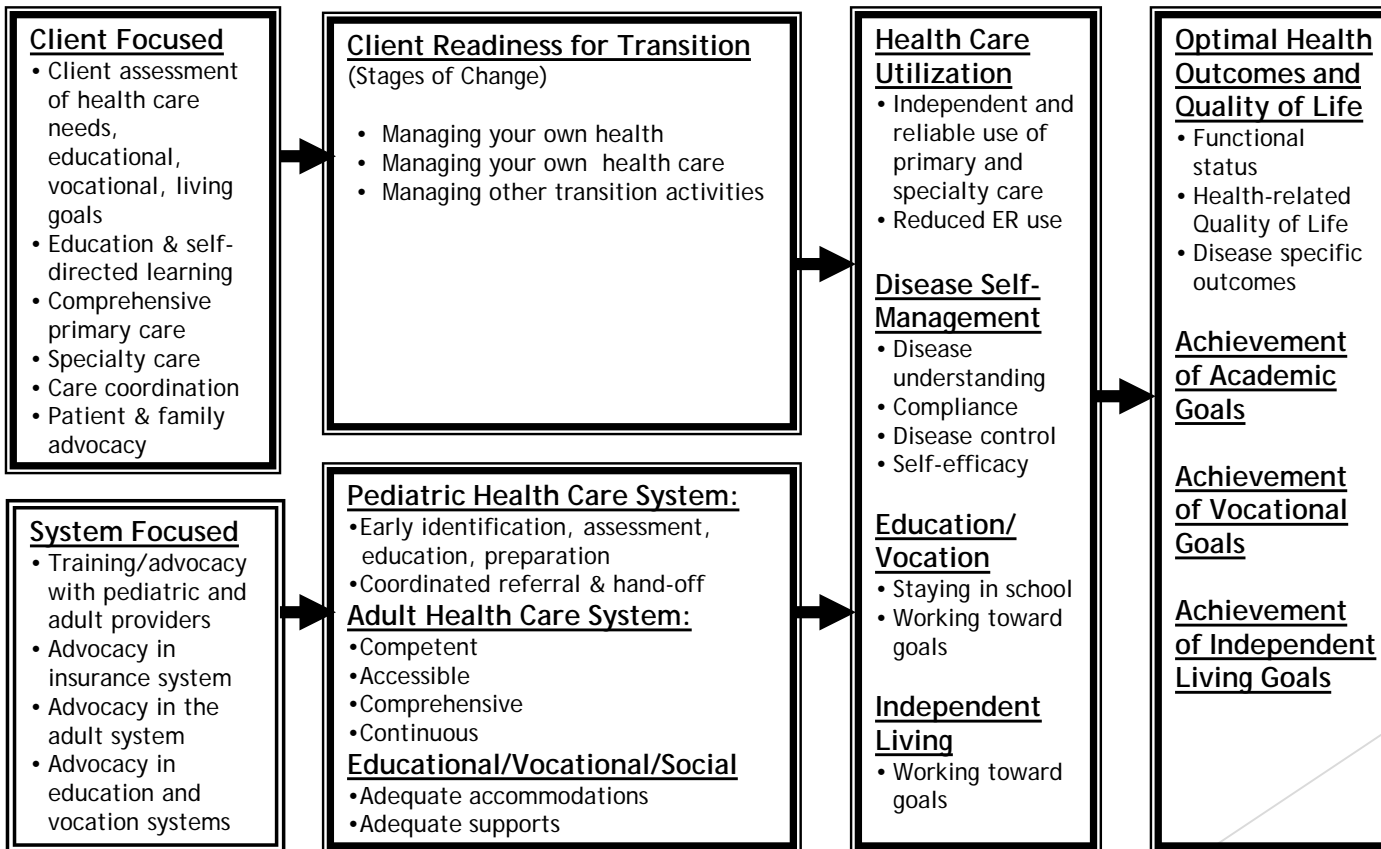 Client Focused
• Client assessment
of health care
needs,
educational,
vocational, living
goals
• Education & self-
directed learning
• Comprehensive
primary care
• Specialty care
• Care coordination
• Patient & family
advocacy
System Focused
• Training/advocacy
with pediatric and
adult providers
• Advocacy in
insurance system
• Advocacy in the
adult system
• Advocacy in
education and
vocation systems
Client Readiness for Transition
(Stages of Change)
• Managing your own health
• Managing your own health care
• Managing other transition activities
Pediatric Health Care System:
•Early identification, assessment,
education, preparation
•Coordinated referral & hand-off
Adult Health Care System:
•Competent
•Accessible
•Comprehensive
•Continuous
Educational/Vocational/Social
•Adequate accommodations
•Adequate supports
Health Care
Utilization
• Independent and
reliable use of
primary and
specialty care
• Reduced ER use
Disease Self-
Management
• Disease
understanding
• Compliance
• Disease control
• Self-efficacy
Education/
Vocation
• Staying in school
• Working toward
goals
Independent
Living
• Working toward
goals
Optimal Health
Outcomes and
Quality of Life
• Functional
status
• Health-related
Quality of Life
• Disease specific
outcomes
Achievement
of Academic
Goals
Achievement
of Vocational
Goals
Achievement
of Independent
Living Goals